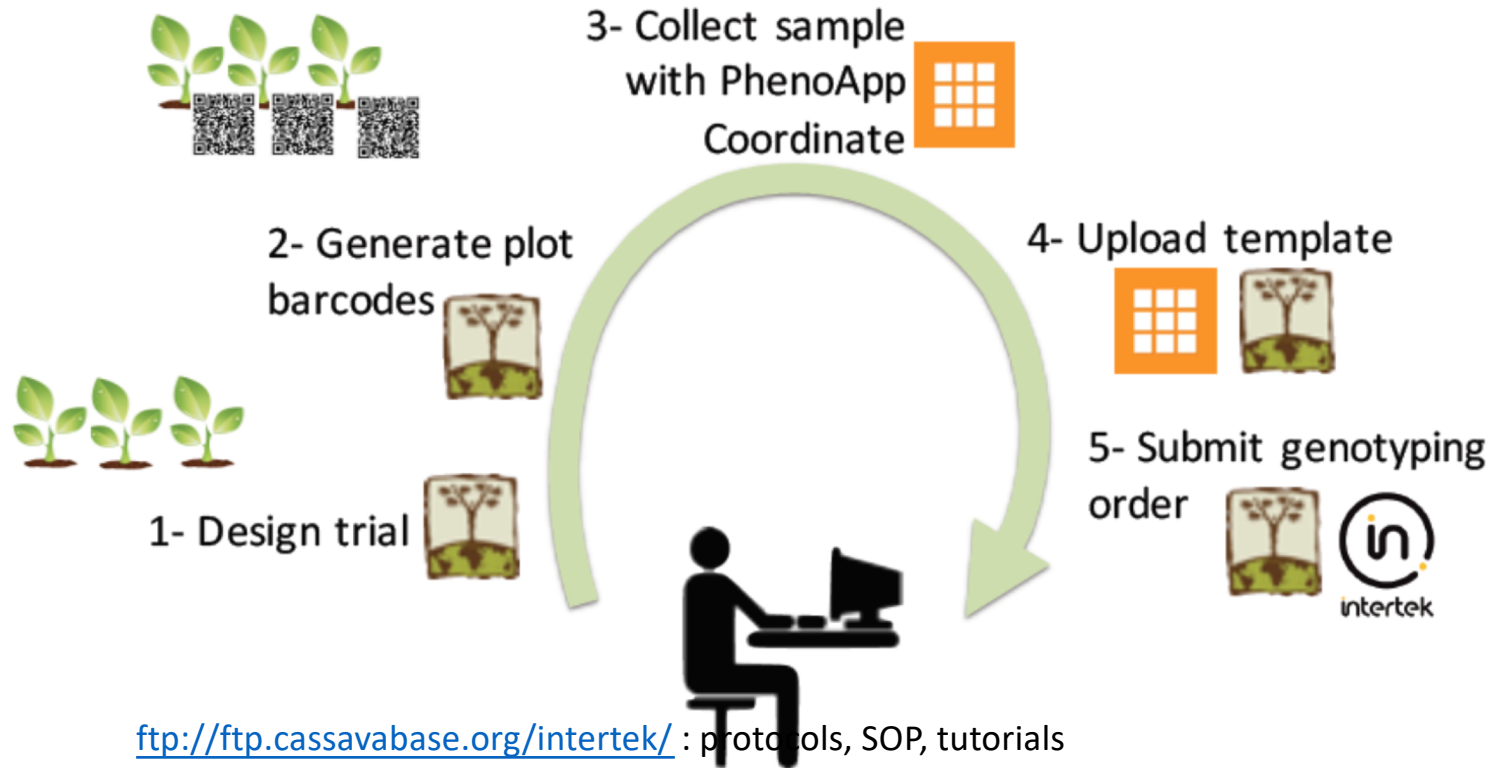 3- Collect sample
with PhenoApp
Coordinate
2- Generate plot
barcodes
4- Upload template
1- Design trial
5- Submit genotyping
order
in
intertek
ftp://ftp.cassavabase.org/intertek/ : protocols, SOP, tutorials